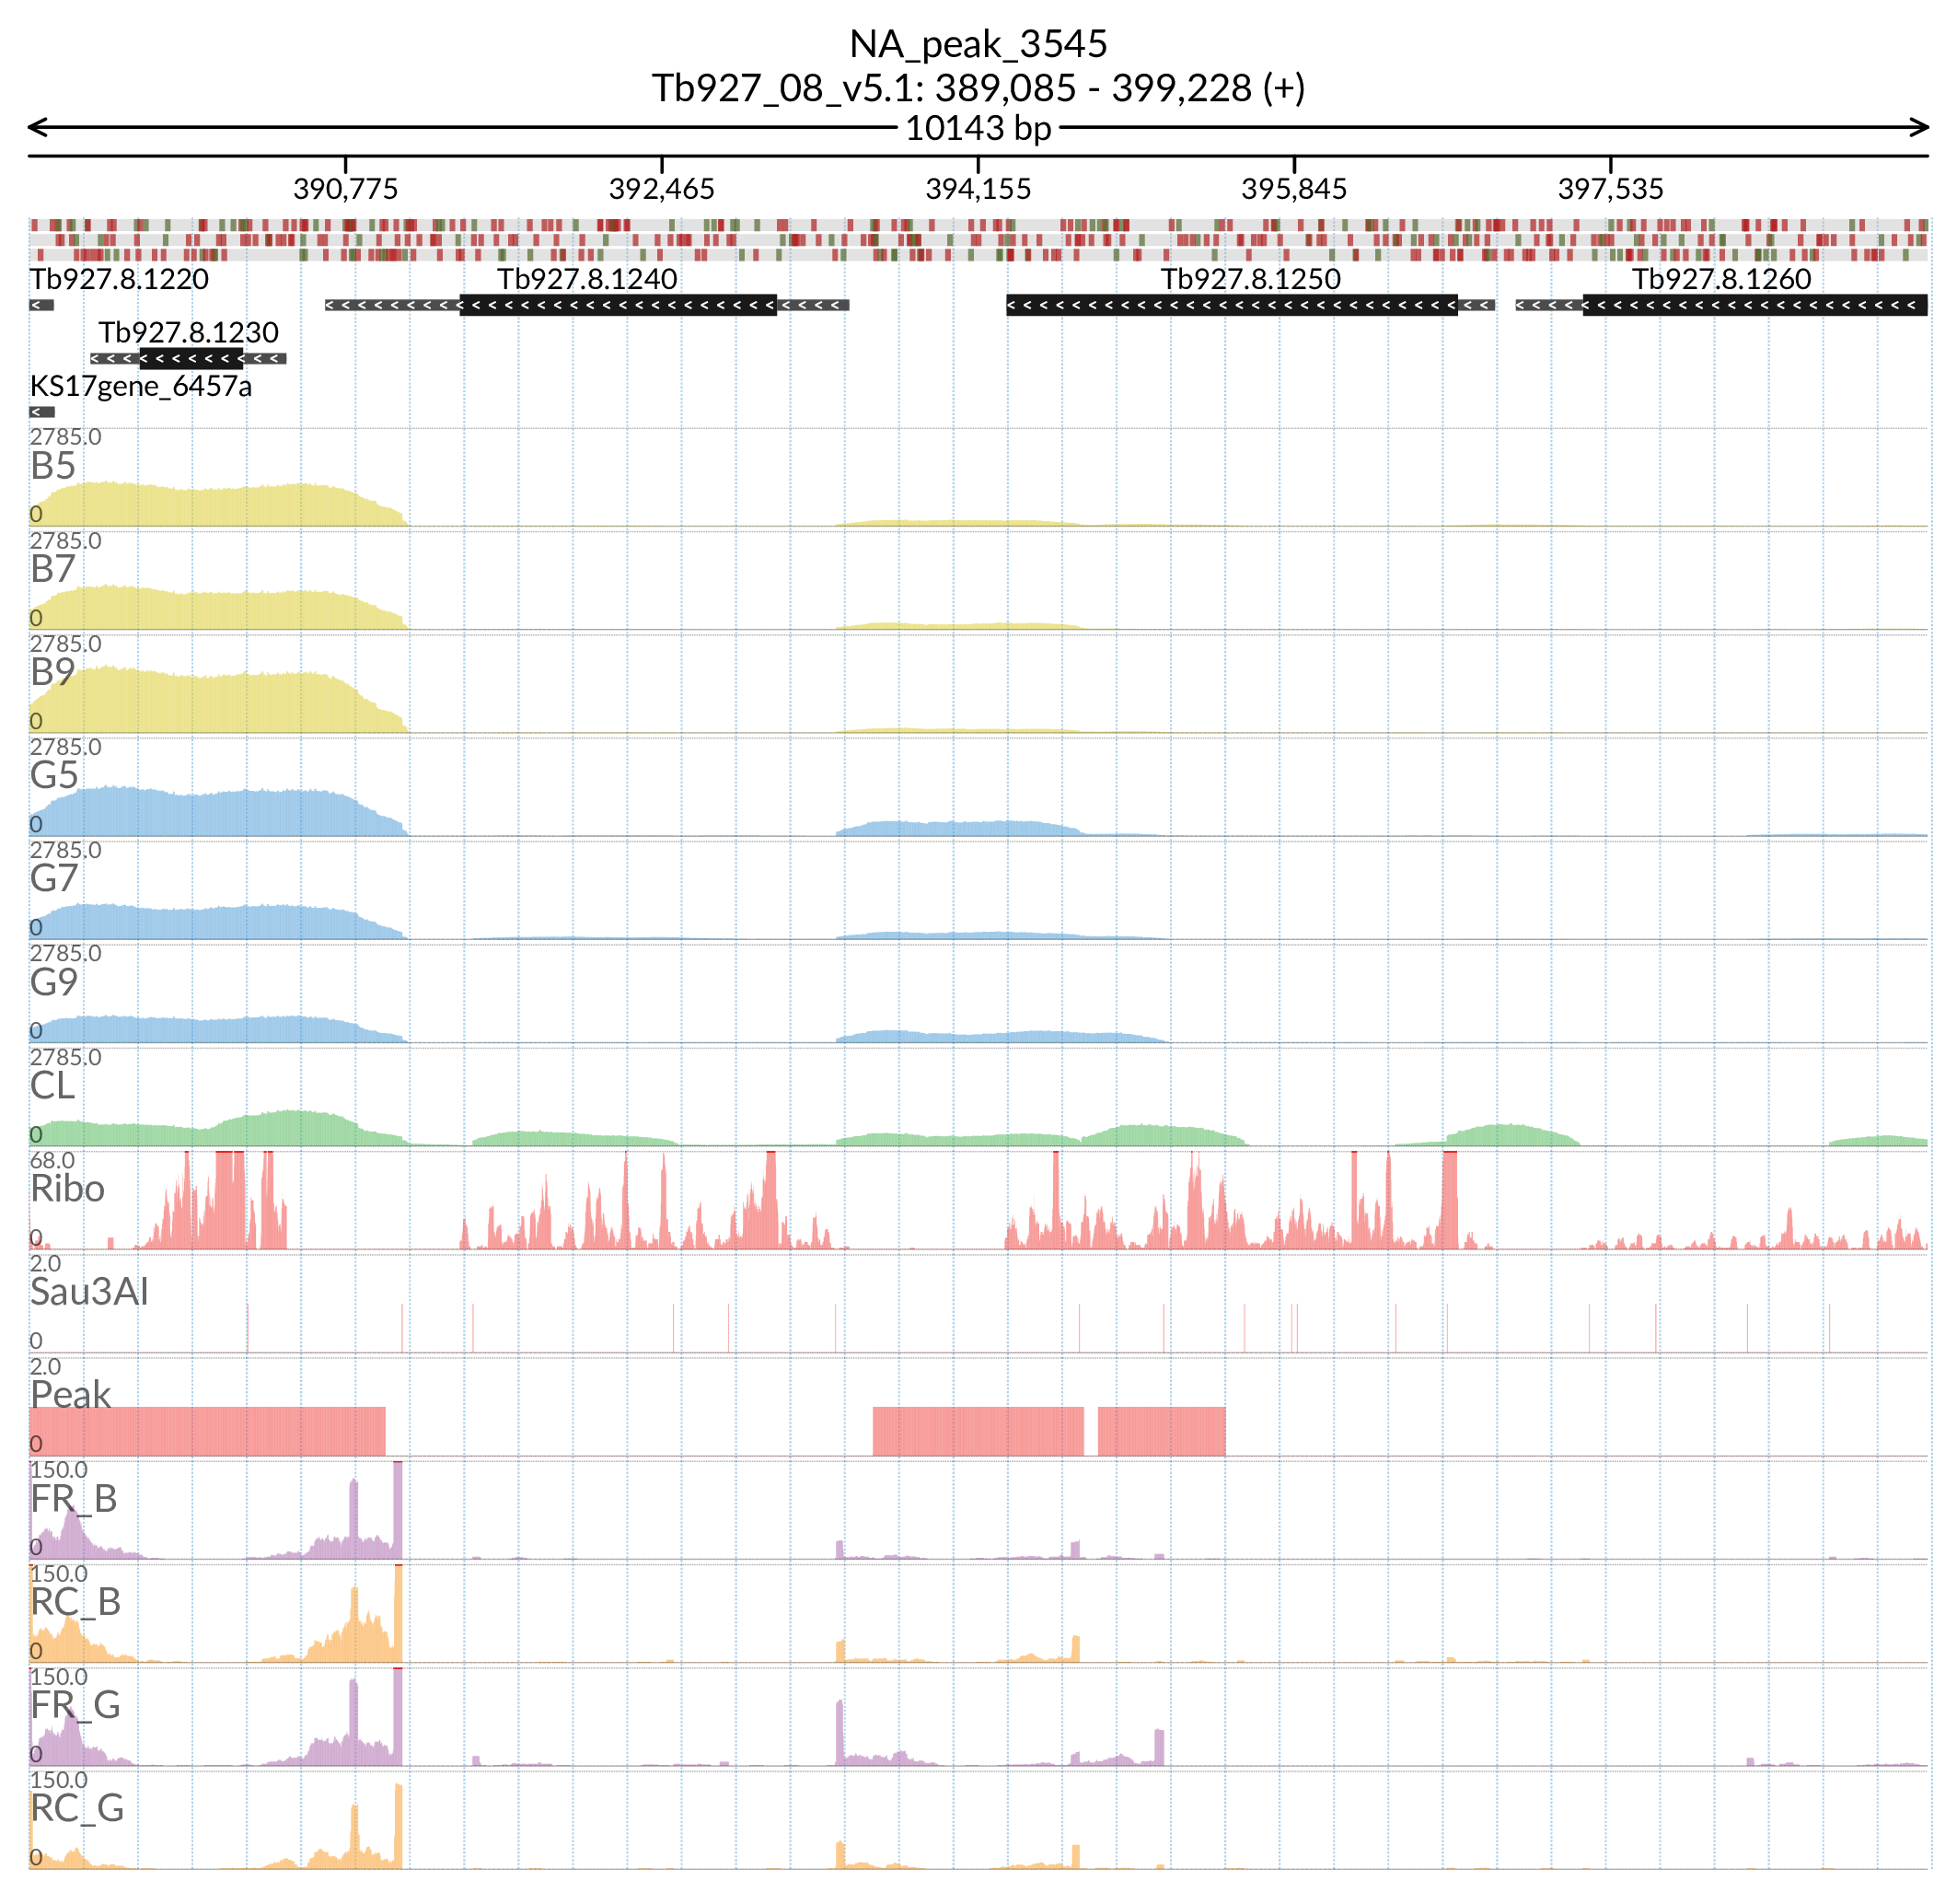 NA_peak_3545
Tb927_08_v5.1: 389,085 - 399,228 (+)
10143 bp
390,775 392,465 394,155 395,845 397,535
Tb927.8.1220 Tb927.8.1240 Tb927.8.1250 Tb927.8.1260
Tb927.8.1230
KS17gene_6457a
2785.0
B5
0
2785.0
B7
0
2785.0
B9
0
2785.0
G5
0
2785.0
G7
0
2785.0
G9
0
2785.0
CL
0
68.0
Ribo
0
2.0
Sau3AI
0
2.0
Peak
0
150.0
FR_B
0
150.0
RC_B
0
150.0
FR_G
0
150.0
RC_G
0